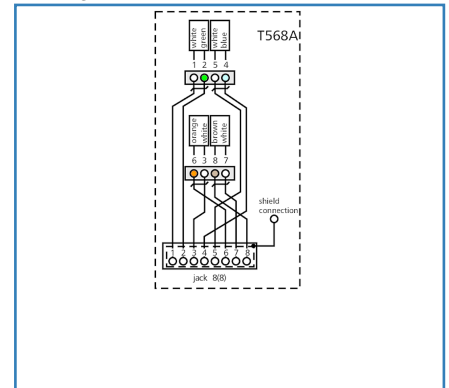 T568A
white green white blue
1 2 5 4
orange white brown white
6 3 8 7
shield
connection
1 2 3 4 5 6 7 8
jack 8(8)